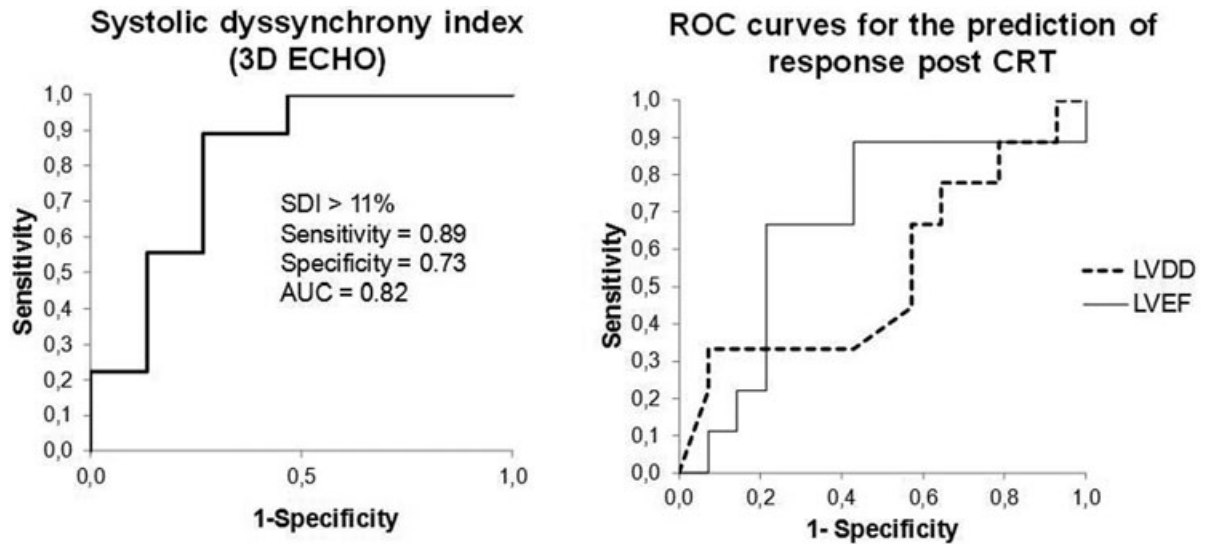 Systolic dyssynchrony index
(3D ECHO)
1,0
0,9
0,8
0,7
0,6
0,5
0,4
0,3
0,2
0,1
0,0
Sensitivity
SDI > 11%
Sensitivity = 0.89
Specificity = 0.73
AUC = 0.82
0,0 0,5 1,0
1-Specificity
ROC curves for the prediction of
response post CRT
1,0
0,9
0,8
0,7
0,6
0,5
0,4
0,3
0,2
0,1
0,0
Sensitivity
LVDD
LVEF
0,0 0,2 0,4 0,6 0,8 1,0
1- Specificity